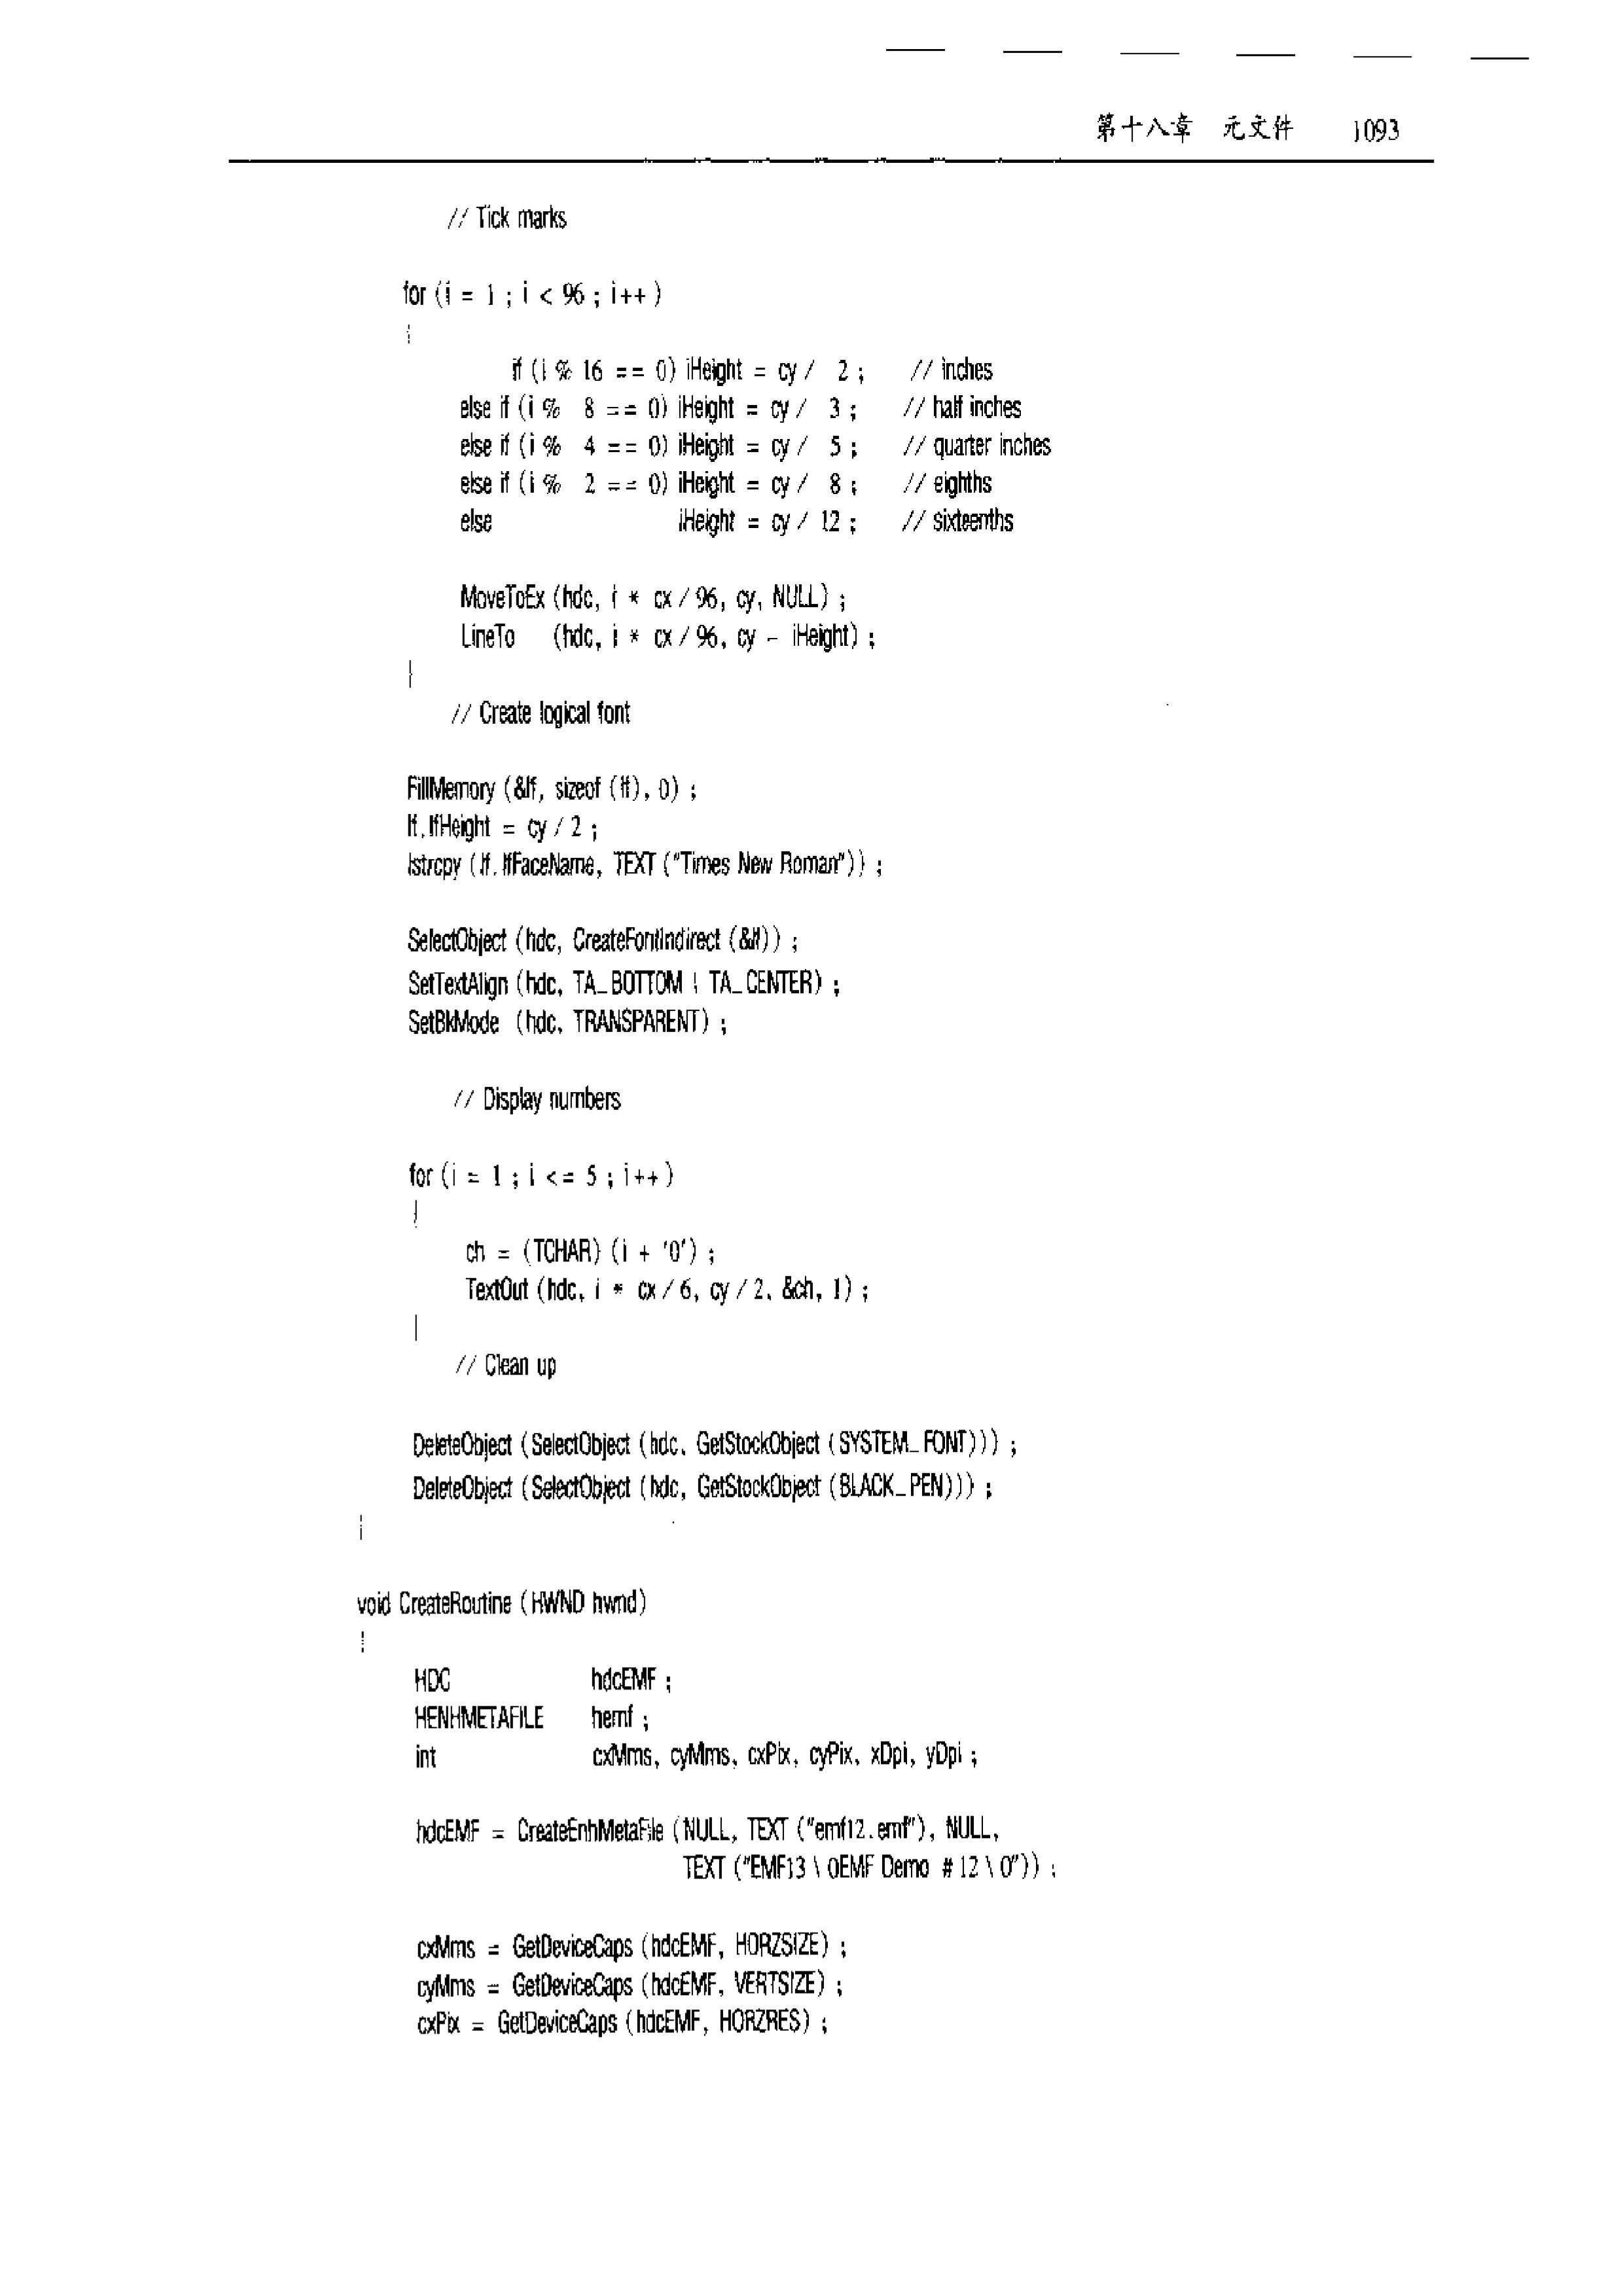 第十八章 元文件 1093
// Tick marks
for (i = 1 ; i < 96 ; i++ )
{
if (i % 16 == 0) iHeight = cy / 2 ; // inches
else if (i % 8 == 0) iHeight = cy / 3 ; // half inches
else if (i % 4 == 0) iHeight = cy / 5 ; // quarter inches
else if (i % 2 == 0) iHeight = cy / 8 ; // eighths
else iHeight = cy / 12 ; // sixteenths
MoveToEx (hdc, i * cx / 96, cy, NULL) ;
LineTo (hdc, i * cx / 96, cy - iHeight) ;
}
// Create logical font
FillMemory (&lf, sizeof (lf), 0) ;
lf.lfHeight = cy / 2 ;
lstrcpy (lf.lfFaceName, TEXT ("Times New Roman")) ;
SelectObject (hdc, CreateFontIndirect (&lf)) ;
SetTextAlign (hdc, TA_BOTTOM | TA_CENTER) ;
SetBkMode (hdc, TRANSPARENT) ;
// Display numbers
for (i = 1 ; i <= 5 ; i++ )
{
ch = (TCHAR) (i + '0') ;
TextOut (hdc, i * cx / 6, cy / 2, &ch, 1) ;
}
// Clean up
DeleteObject (SelectObject (hdc, GetStockObject (SYSTEM_FONT))) ;
DeleteObject (SelectObject (hdc, GetStockObject (BLACK_PEN))) ;
}
void CreateRoutine (HWND hwnd)
{
HDC hdcEMF ;
HENHMETAFILE hemf ;
int cxMms, cyMms, cxPix, cyPix, xDpi, yDpi ;
hdcEMF = CreateEnhMetaFile (NULL, TEXT ("emf12.emf"), NULL,
TEXT ("EMF13 \ 0EMF Demo # 12 \ 0")) ;
cxMms = GetDeviceCaps (hdcEMF, HORZSIZE) ;
cyMms = GetDeviceCaps (hdcEMF, VERTSIZE) ;
cxPix = GetDeviceCaps (hdcEMF, HORZRES) ;